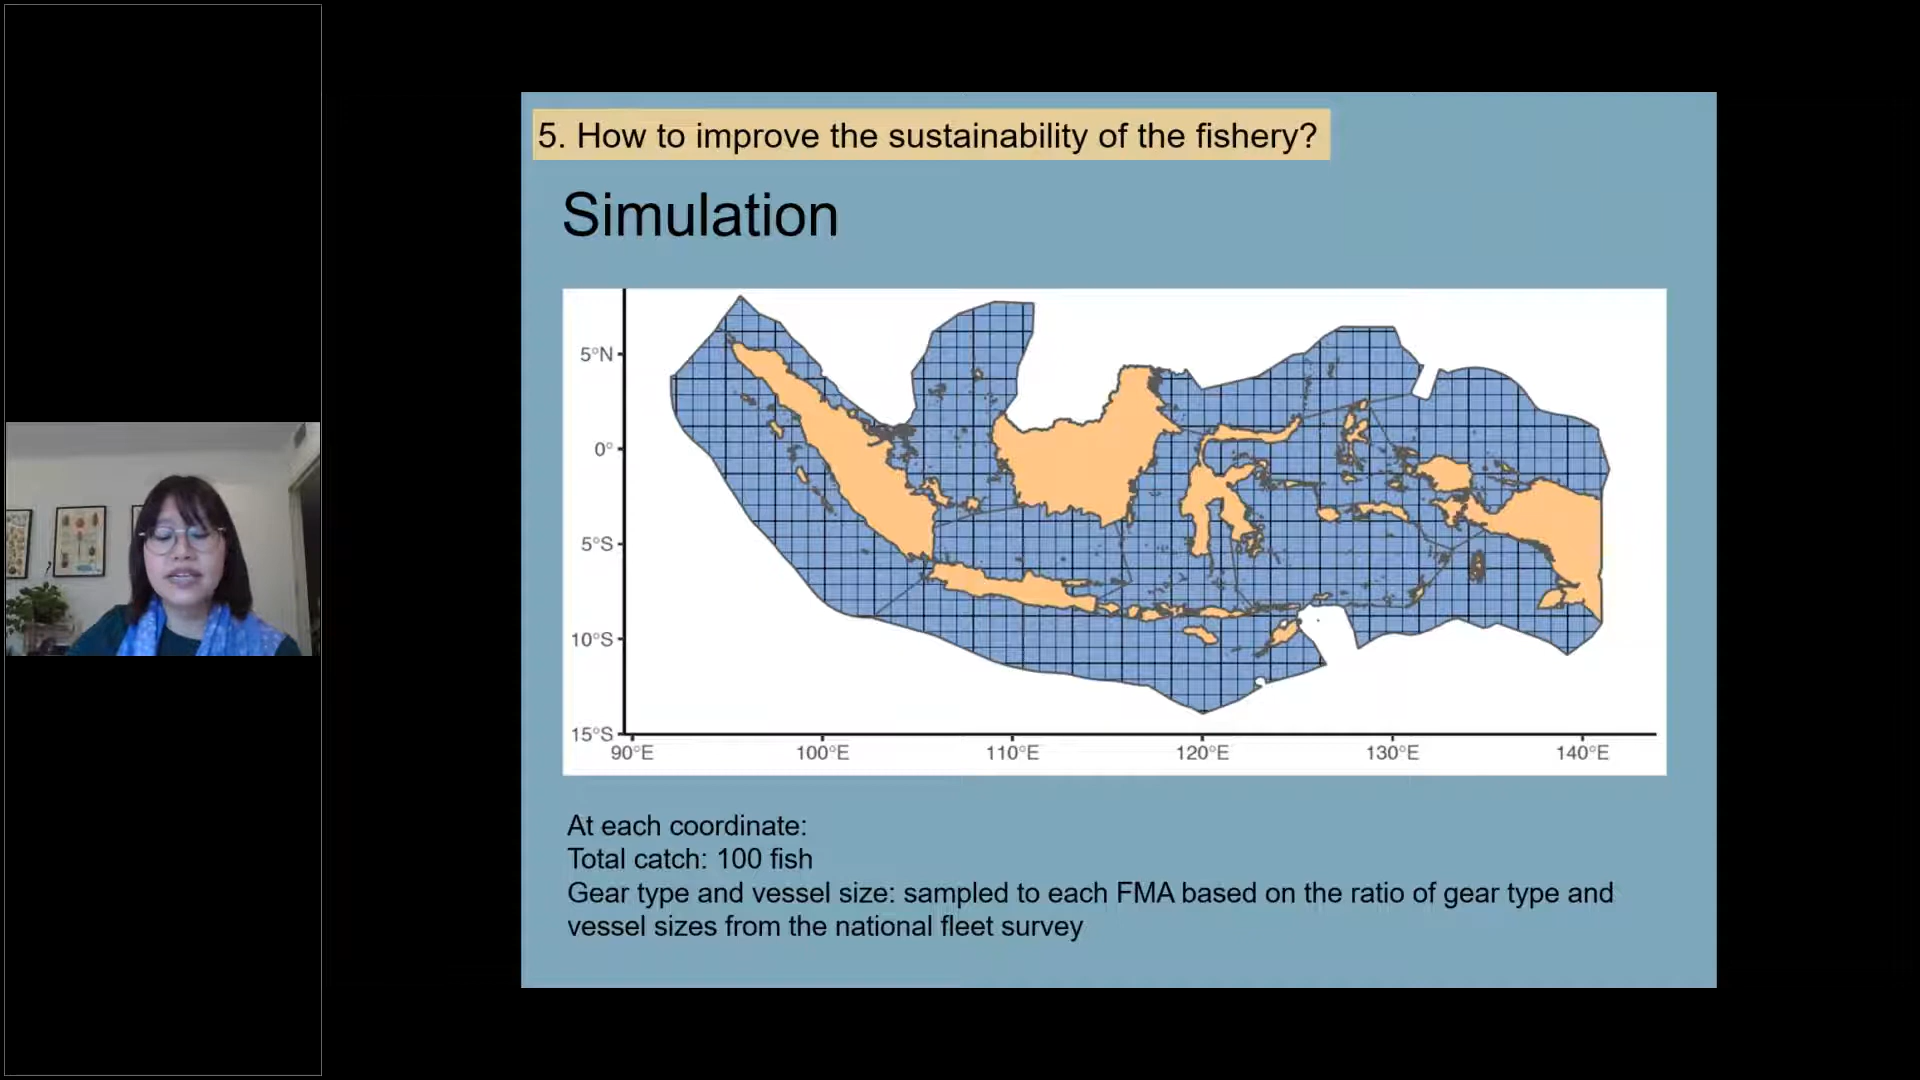 5. How to improve the sustainability of the fishery?
Simulation
5°N
0°
5°S
10°S
15°S
90°E 100°E 110°E 120°E 130°E 140°E
At each coordinate:
Total catch: 100 fish
Gear type and vessel size: sampled to each FMA based on the ratio of gear type and
vessel sizes from the national fleet survey